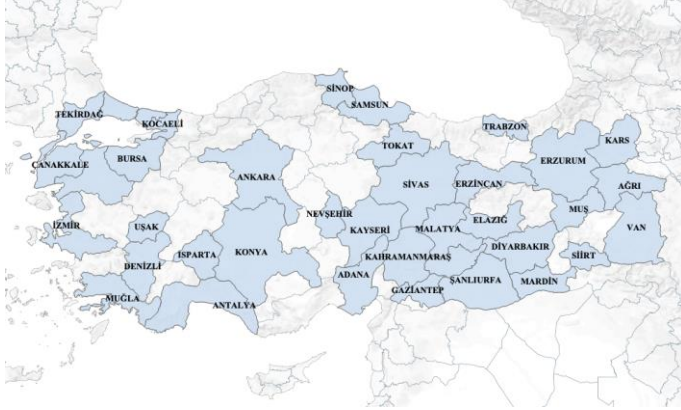 SİNOP
SAMSUN
TEKİRDAĞ
KOCAELİ
TRABZON
KARS
TOKAT
ÇANAKKALE
BURSA
ERZURUM
ANKARA
SİVAS
ERZİNCAN
AĞRI
NEVŞEHİR
MUŞ
ELAZIĞ
İZMİR
UŞAK
KAYSERİ
MALATYA
VAN
DİYARBAKIR
KONYA
İSPARTA
SİİRT
KAHRAMANMARAŞ
DENİZLİ
ADANA
ŞANLIURFA
MARDİN
GAZİANTEP
MUĞLA
ANTALYA